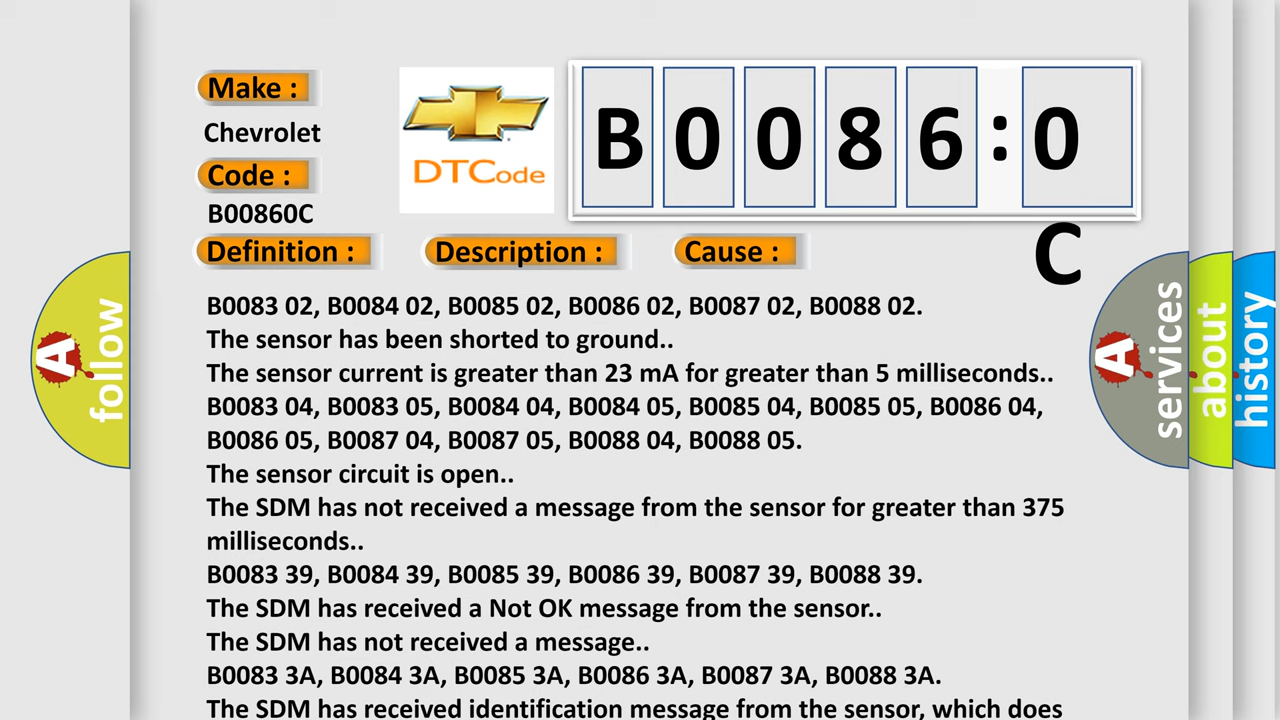 Make :
Chevrolet
Code :
B00860C
DTCode
B0086:0
C
Definition :
Description :
Cause :
B0083 02, B0084 02, B0085 02, B0086 02, B0087 02, B0088 02.
The sensor has been shorted to ground..
The sensor current is greater than 23 mA for greater than 5 milliseconds..
B0083 04, B0083 05, B0084 04, B0084 05, B0085 04, B0085 05, B0086 04,
B0086 05, B0087 04, B0087 05, B0088 04, B0088 05.
The sensor circuit is open..
The SDM has not received a message from the sensor for greater than 375
milliseconds..
B0083 39, B0084 39, B0085 39, B0086 39, B0087 39, B0088 39.
The SDM has received a Not OK message from the sensor..
The SDM has not received a message..
B0083 3A, B0084 3A, B0085 3A, B0086 3A, B0087 3A, B0088 3A.
The SDM has received identification message from the sensor, which does
A
follow
A
services
about
history